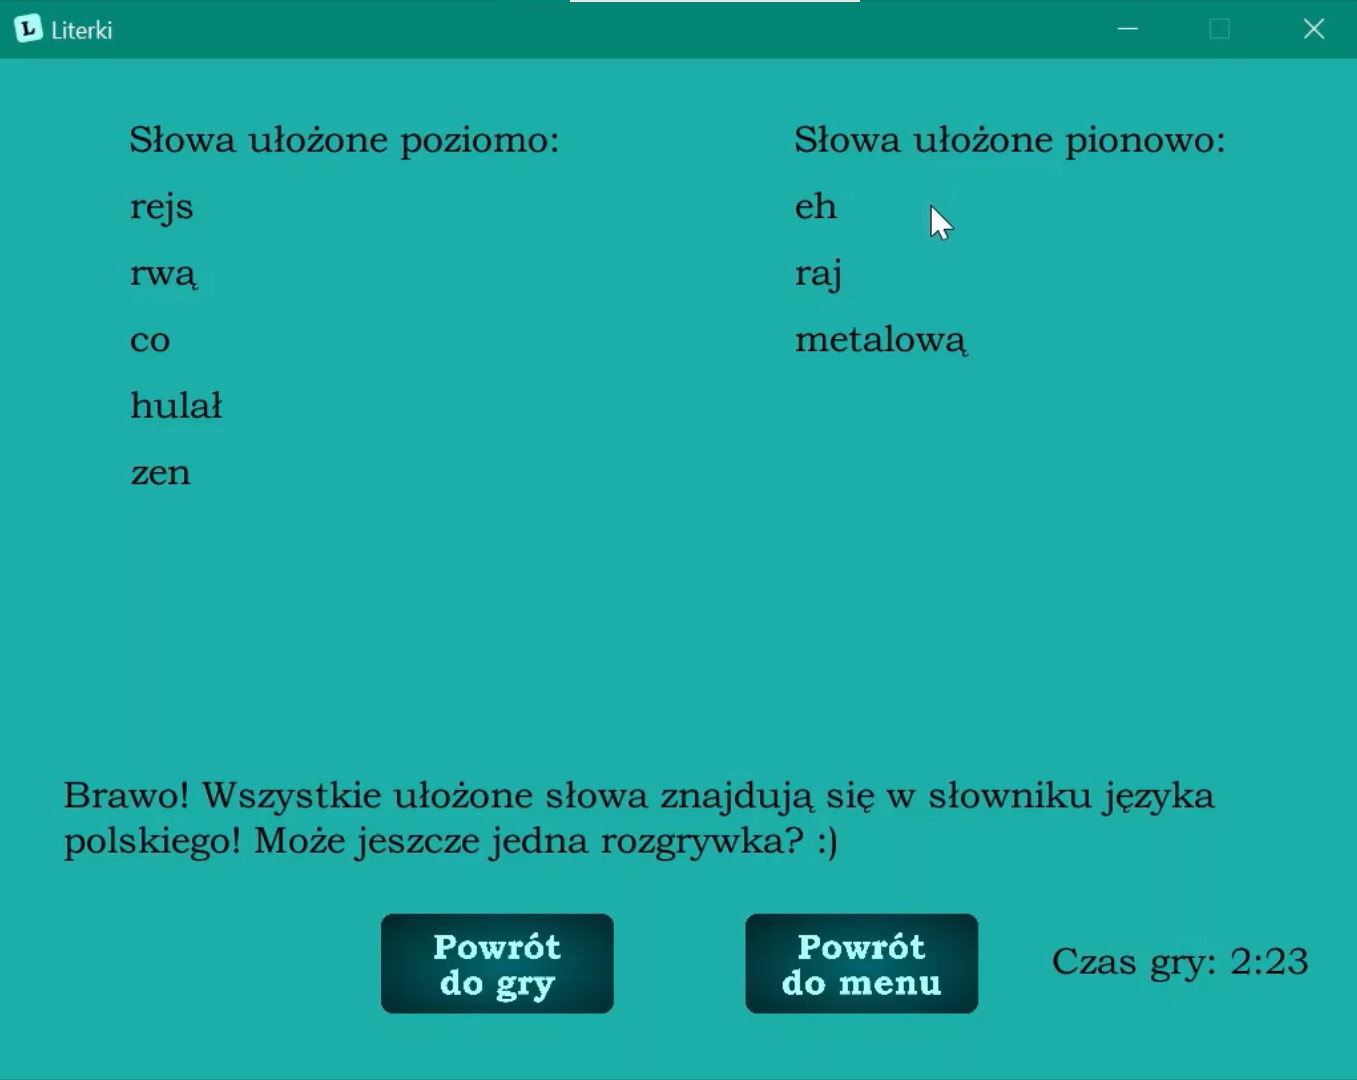 L Literki
Słowa ułożone poziomo:
rejs
rwą
co
hulał
zen
Słowa ułożone pionowo:
eh
raj
metalową
Brawo! Wszystkie ułożone słowa znajdują się w słowniku języka
polskiego! Może jeszcze jedna rozgrywka? :)
Powrót
do gry
Powrót
do menu
Czas gry: 2:23